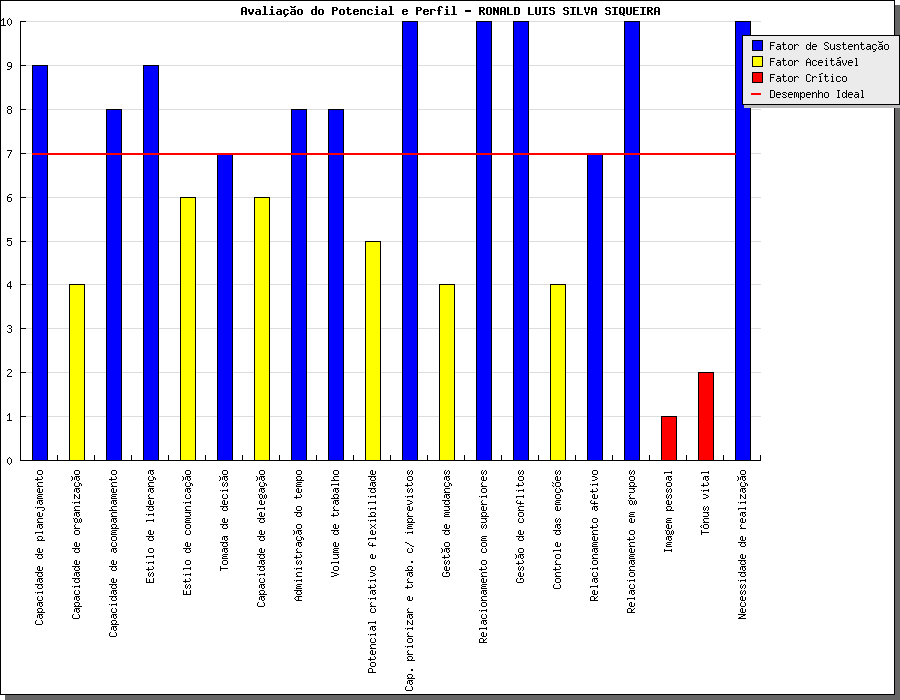 Avaliação do Potencial e Perfil - RONALD LUIS SILVA SIQUEIRA
10
9
8
7
6
5
4
3
2
1
0
Fator de Sustentação
Fator Aceitável
Fator Crítico
Desempenho Ideal
Capacidade de planejamento
Capacidade de organização
Capacidade de acompanhamento
Estilo de liderança
Estilo de comunicação
Tomada de decisão
Capacidade de delegação
Administração do tempo
Volume de trabalho
Potencial criativo e flexibilidade
Cap. priorizar e trab. c/ imprevistos
Gestão de mudanças
Relacionamento com superiores
Gestão de conflitos
Controle das emoções
Relacionamento afetivo
Relacionamento em grupos
Imagem pessoal
Tônus vital
Necessidade de realização